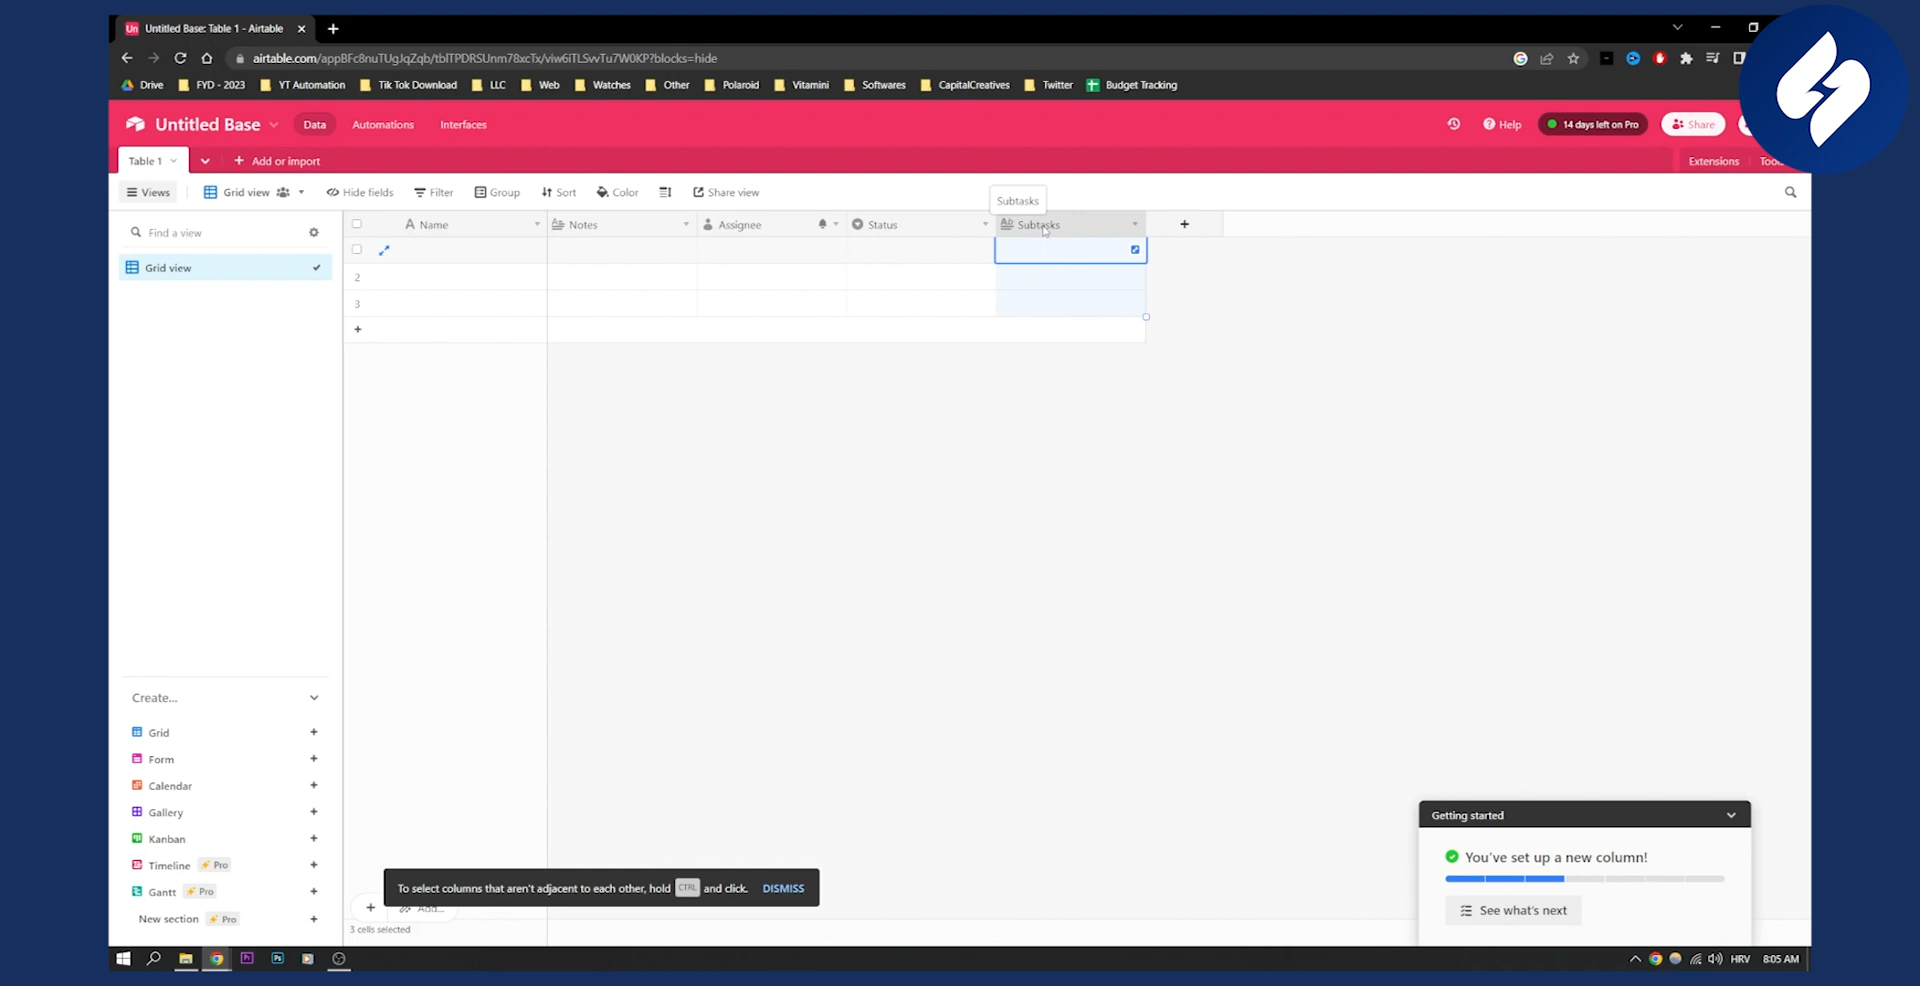 Un Untitled Base: Table 1 - Airtable
airtable.com/appBFc8nuTUgJqZqb/tblTPDRSUnm78xcTx/viw6iTLSvvTu7W0KP?blocks=hide
Drive FYD - 2023 YT Automation Tik Tok Download LLC Web Watches Other Polaroid Vitamini Softwares CapitalCreatives Twitter Budget Tracking
Untitled Base Data Automations Interfaces Help 14 days left on Pro Share
Table 1 + Add or import Extensions
Views Grid view Hide fields Filter Group Sort Color Share view
Subtasks
Find a view
Name Notes Assignee Status Subtasks +
Grid view
2
3
+
Create...
Grid +
Form +
Calendar +
Gallery +
Kanban +
Timeline Pro +
Gantt Pro +
New section Pro +
To select columns that aren't adjacent to each other, hold CTRL and click. DISMISS
+ Add...
3 cells selected
Getting started
You've set up a new column!
See what's next
Pr Ps
HRV 8:05 AM